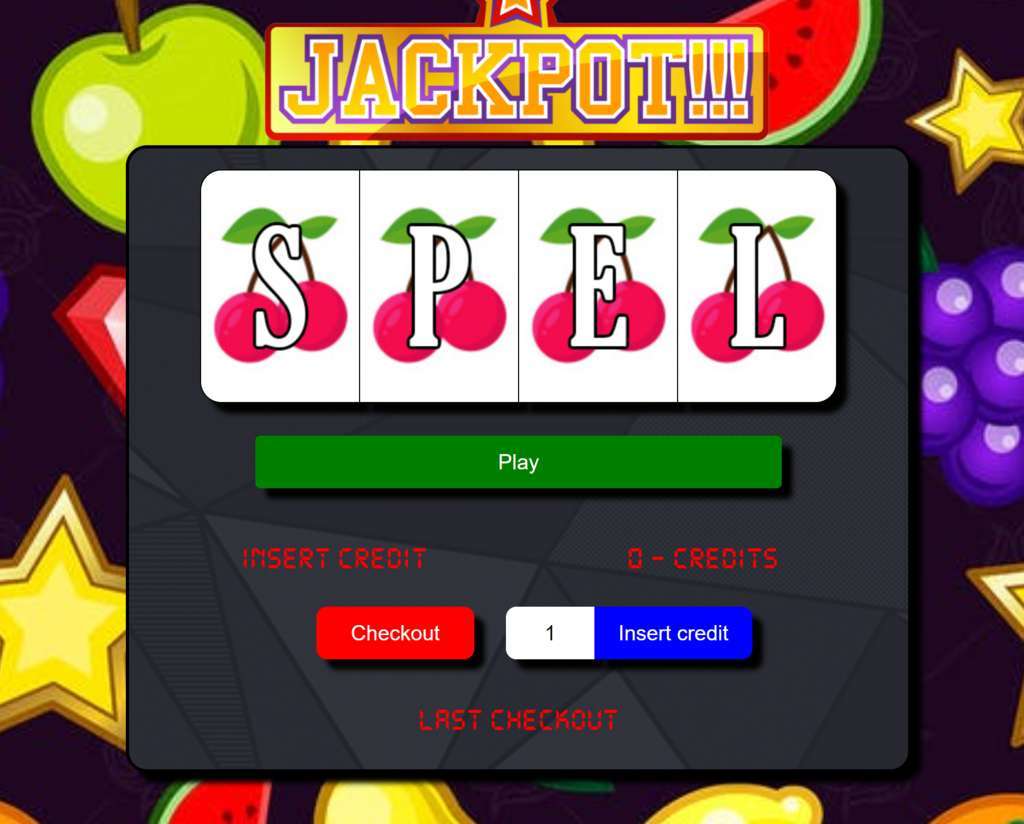 JACKPOT!!!
S P E L
Play
INSERT CREDIT 0 - CREDITS
Checkout 1 Insert credit
LAST CHECKOUT